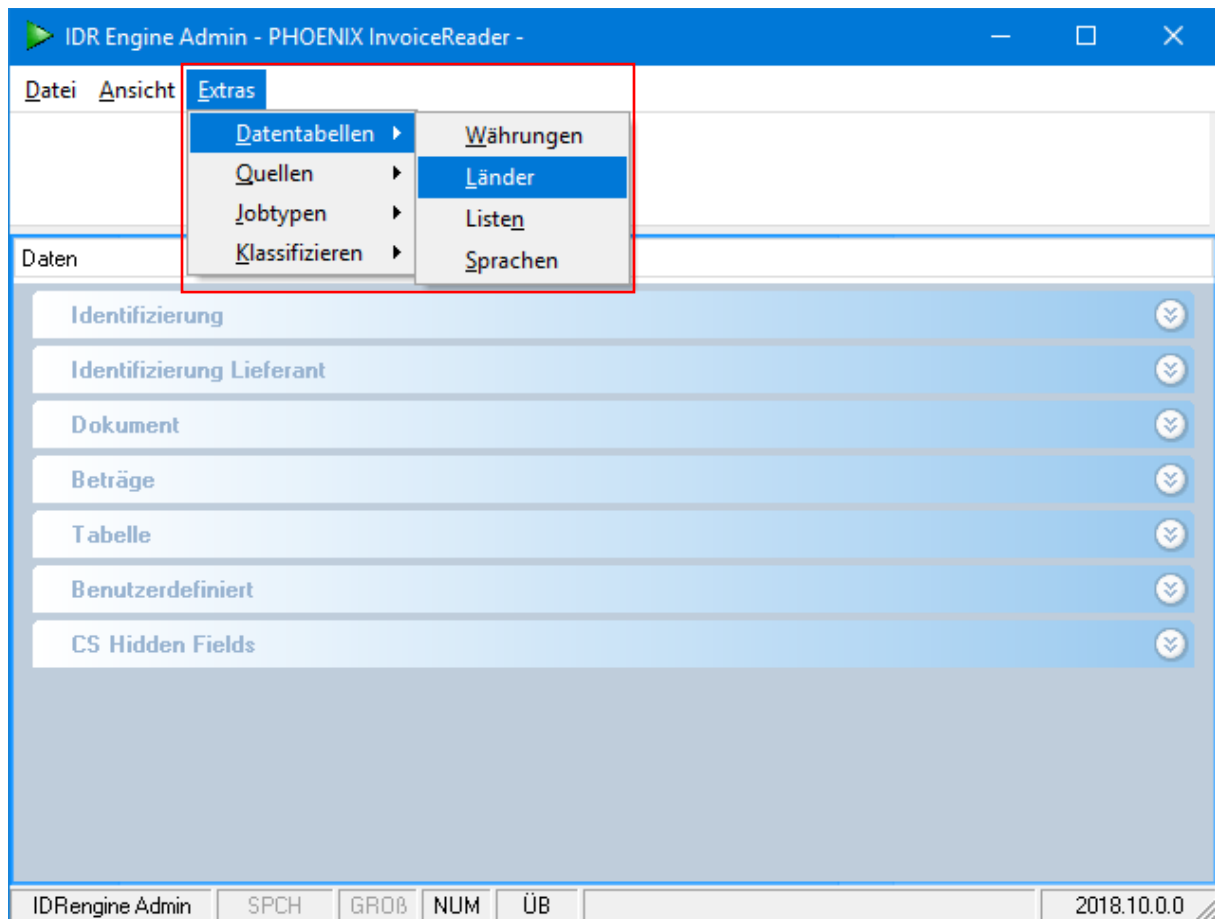 IDR Engine Admin - PHOENIX InvoiceReader -
Datei Ansicht Extras
Datentabellen
Quellen
Jobtypen
Klassifizieren
Währungen
Länder
Listen
Sprachen
Daten
Identifizierung
Identifizierung Lieferant
Dokument
Beträge
Tabelle
Benutzerdefiniert
CS Hidden Fields
IDRengine Admin SPCH GROß NUM ÜB 2018.10.0.0